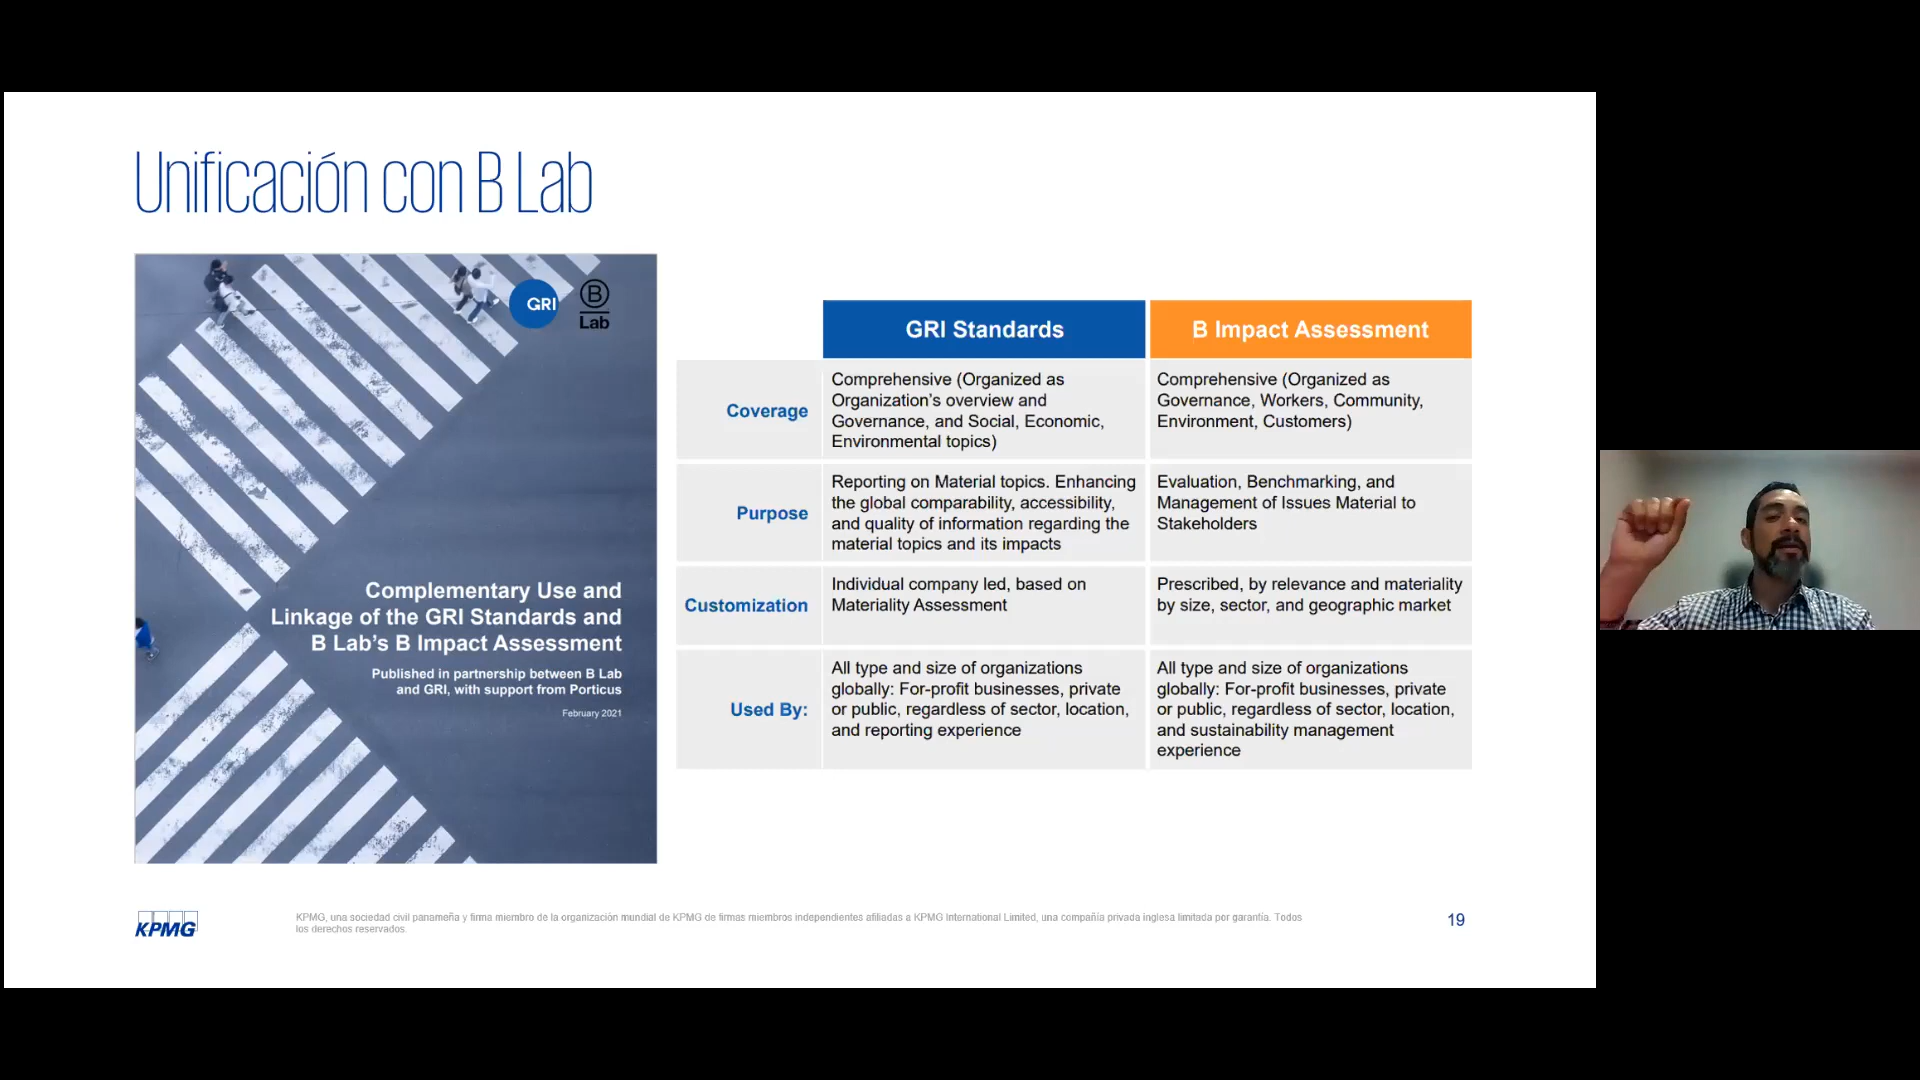 Unificación con B Lab
GRI
B
Lab
Complementary Use and
Linkage of the GRI Standards and
B Lab's B Impact Assessment
Published in partnership between B Lab
and GRI, with support from Porticus
February 2021
GRI Standards
B Impact Assessment
Coverage
Comprehensive (Organized as
Organization's overview and
Governance, and Social, Economic,
Environmental topics)
Comprehensive (Organized as
Governance, Workers, Community,
Environment, Customers)
Purpose
Reporting on Material topics. Enhancing
the global comparability, accessibility,
and quality of information regarding the
material topics and its impacts
Evaluation, Benchmarking, and
Management of Issues Material to
Stakeholders
Customization
Individual company led, based on
Materiality Assessment
Prescribed, by relevance and materiality
by size, sector, and geographic market
Used By:
All type and size of organizations
globally: For-profit businesses, private
or public, regardless of sector, location,
and reporting experience
All type and size of organizations
globally: For-profit businesses, private
or public, regardless of sector, location,
and sustainability management
experience
KPMG
KPMG, una sociedad civil panameña y firma miembro de la organización mundial de KPMG de firmas miembros independientes afiliadas a KPMG International Limited, una compañía privada inglesa limitada por garantía. Todos
los derechos reservados.
19